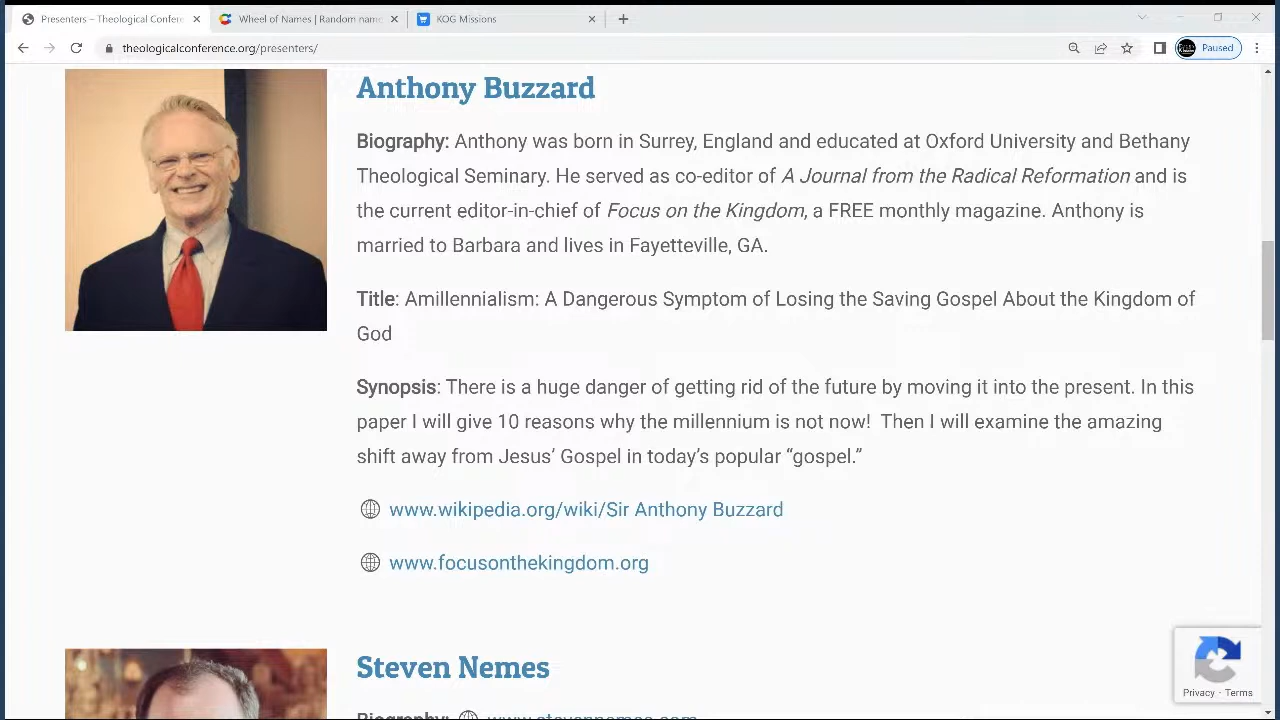 Presenters – Theological Confere
Wheel of Names | Random name
KOG Missions
theologicalconference.org/presenters/
Paused
Anthony Buzzard
Biography: Anthony was born in Surrey, England and educated at Oxford University and Bethany
Theological Seminary. He served as co-editor of A Journal from the Radical Reformation and is
the current editor-in-chief of Focus on the Kingdom, a FREE monthly magazine. Anthony is
married to Barbara and lives in Fayetteville, GA.
Title: Amillennialism: A Dangerous Symptom of Losing the Saving Gospel About the Kingdom of
God
Synopsis: There is a huge danger of getting rid of the future by moving it into the present. In this
paper I will give 10 reasons why the millennium is not now! Then I will examine the amazing
shift away from Jesus’ Gospel in today’s popular “gospel.”
www.wikipedia.org/wiki/Sir Anthony Buzzard
www.focusonthekingdom.org
Privacy · Terms
Steven Nemes
Biography: www.stevennemes.com